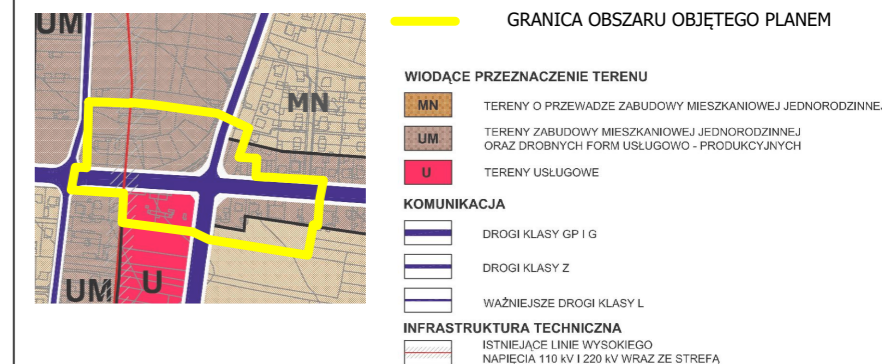 UM
MN
UM
U
GRANICA OBSZARU OBJĘTEGO PLANEM
WIODĄCE PRZEZNACZENIE TERENU
MN TERENY O PRZEWADZE ZABUDOWY MIESZKANIOWEJ JEDNORODZINNEJ
UM TERENY ZABUDOWY MIESZKANIOWEJ JEDNORODZINNEJ
ORAZ DROBNYCH FORM USŁUGOWO - PRODUKCYJNYCH
U TERENY USŁUGOWE
KOMUNIKACJA
DROGI KLASY GP I G
DROGI KLASY Z
WAŻNIEJSZE DROGI KLASY L
INFRASTRUKTURA TECHNICZNA
ISTNIEJĄCE LINIE WYSOKIEGO
NAPIĘCIA 110 kV I 220 kV WRAZ ZE STREFĄ